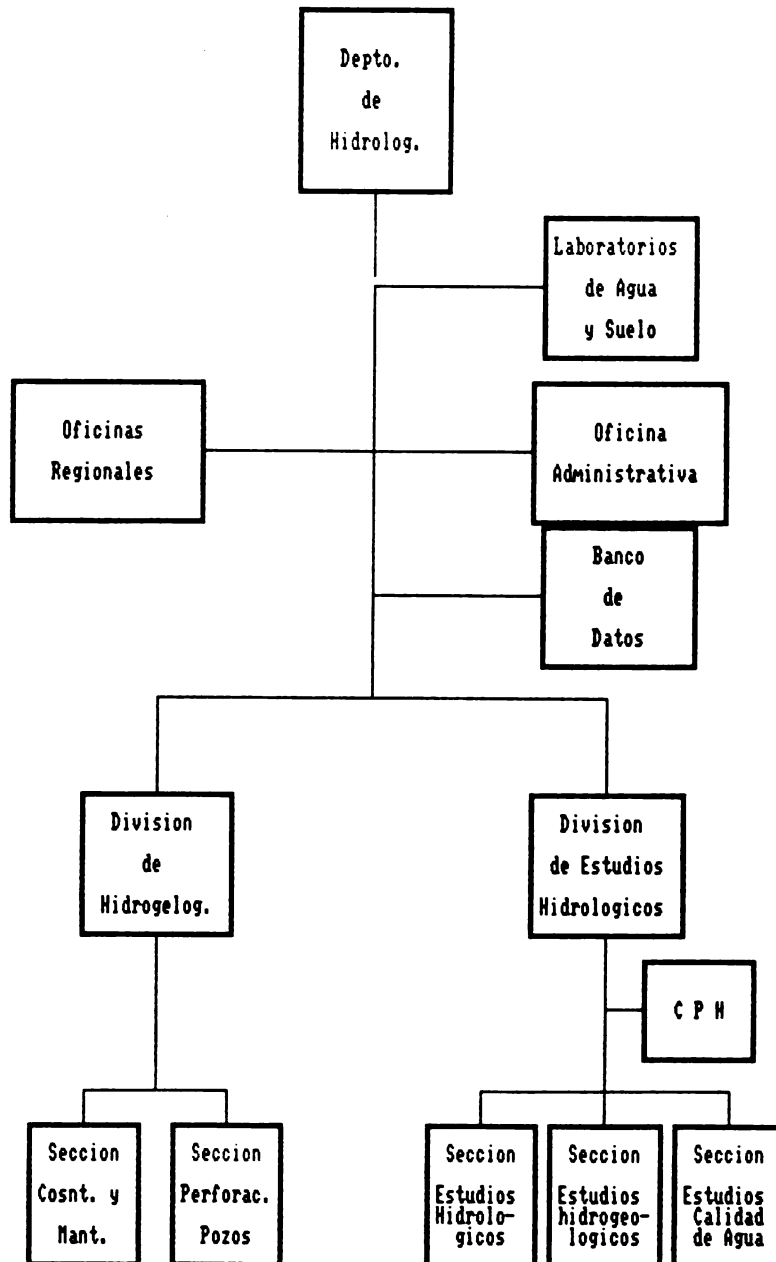 Depto.
de
Hidrolog.
Laboratorios
de Agua
y Suelo
Oficinas
Regionales
Oficina
Administrativa
Banco
de
Datos
Division
de
Hidrogelog.
Division
de Estudios
Hidrologicos
C P H
Seccion
Cosnt. y
Mant.
Seccion
Perforac.
Pozos
Seccion
Estudios
Hidrolo-
gicos
Seccion
Estudios
hidrogeo-
logicos
Seccion
Estudios
Calidad
de Agua